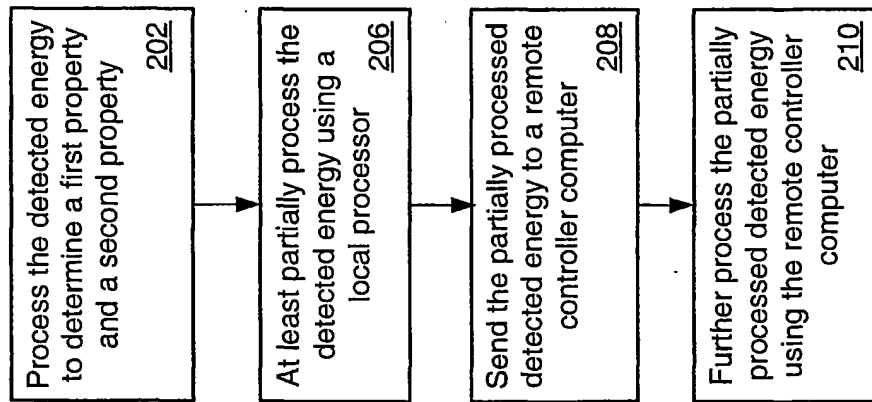 Process the detected energy
to determine a first property
and a second property
202
At least partially process the
detected energy using a
local processor
206
Send the partially processed
detected energy to a remote
controller computer
208
Further process the partially
processed detected energy
using the remote controller
computer
210